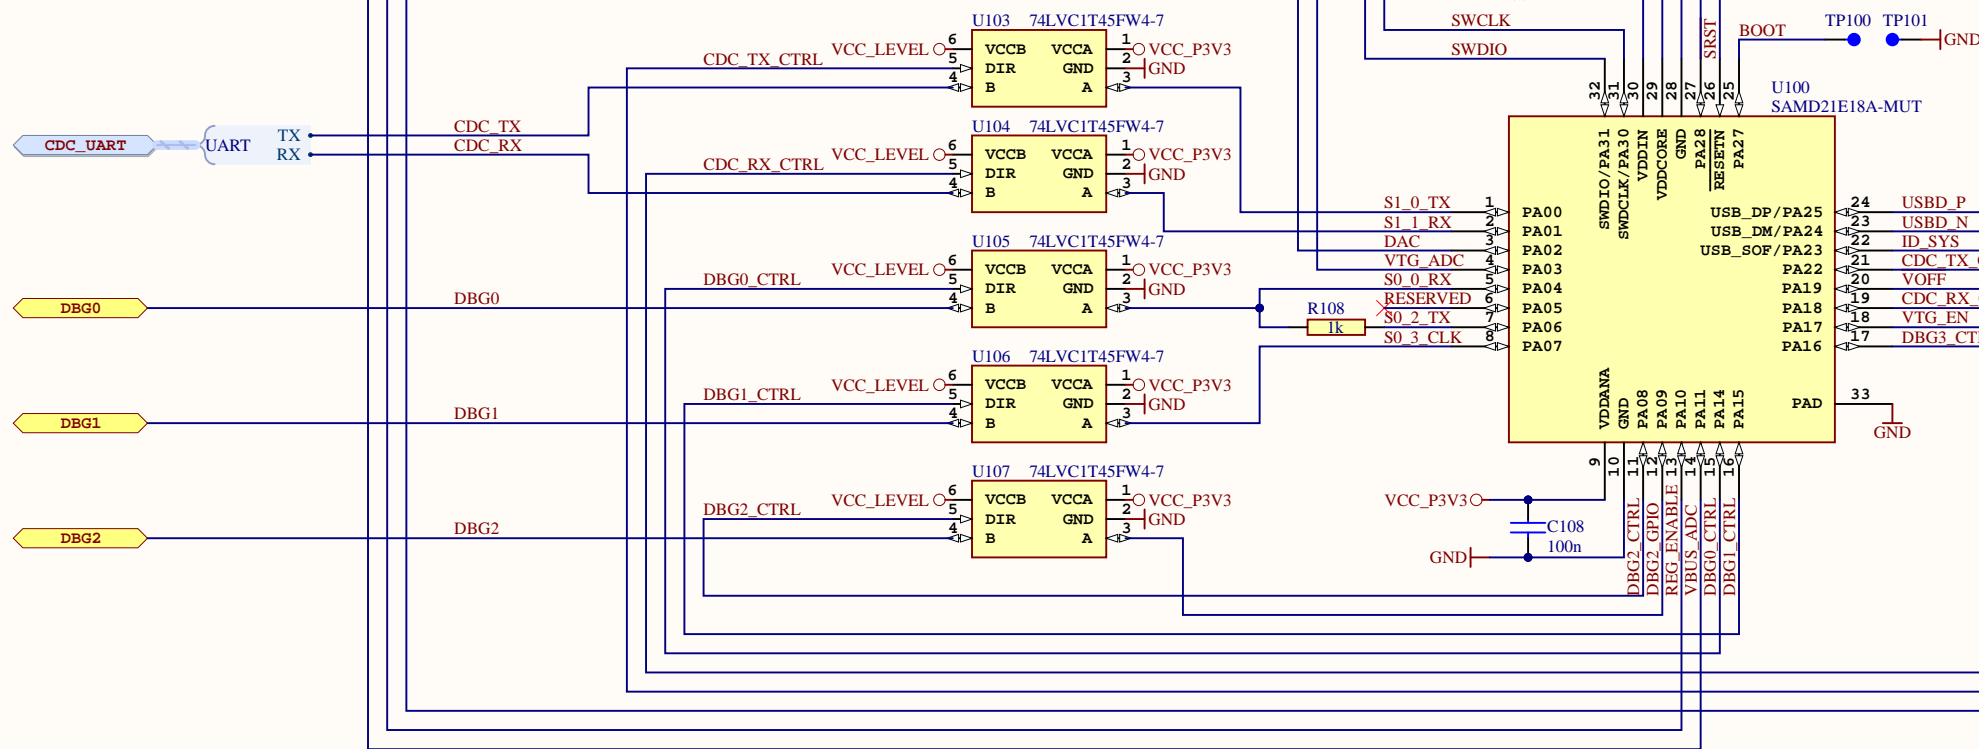 U103 74LVC1T45FW4-7
VCC_LEVEL 6 VCCB VCCA 1 VCC_P3V3
CDC_TX_CTRL 5 DIR GND 2 GND
4 B A 3
CDC_UART UART TX CDC_TX
RX CDC_RX
U104 74LVC1T45FW4-7
VCC_LEVEL 6 VCCB VCCA 1 VCC_P3V3
CDC_RX_CTRL 5 DIR GND 2 GND
4 B A 3
U105 74LVC1T45FW4-7
VCC_LEVEL 6 VCCB VCCA 1 VCC_P3V3
DBG0_CTRL 5 DIR GND 2 GND
DBG0 DBG0 4 B A 3
U106 74LVC1T45FW4-7
VCC_LEVEL 6 VCCB VCCA 1 VCC_P3V3
DBG1_CTRL 5 DIR GND 2 GND
DBG1 DBG1 4 B A 3
U107 74LVC1T45FW4-7
VCC_LEVEL 6 VCCB VCCA 1 VCC_P3V3
DBG2_CTRL 5 DIR GND 2 GND
DBG2 DBG2 4 B A 3
R108
1k
SWCLK
SWDIO
SRST
BOOT
TP100 TP101
GND
U100
SAMD21E18A-MUT
32 31 30 29 28 27 26 25
SWDIO/PA31
SWDCLK/PA30
VDDIN
VDDCORE
GND
PA28
RESETN
PA27
S1_0_TX 1 PA00
S1_1_RX 2 PA01
DAC 3 PA02
VTG_ADC 4 PA03
S0_0_RX 5 PA04
RESERVED 6 PA05
S0_2_TX 7 PA06
S0_3_CLK 8 PA07
USB_DP/PA25 24 USBD_P
USB_DM/PA24 23 USBD_N
USB_SOF/PA23 22 ID_SYS
PA22 21 CDC_TX_
PA19 20 VOFF
PA18 19 CDC_RX_
PA17 18 VTG_EN
PA16 17 DBG3_CT
PAD 33
GND
VDDANA
GND
PA08
PA09
PA10
PA11
PA14
PA15
9 10 11 12 13 14 15 16
DBG2_CTRL
DBG2_GPIO
REG_ENABLE
VBUS_ADC
DBG0_CTRL
DBG1_CTRL
VCC_P3V3
C108
100n
GND